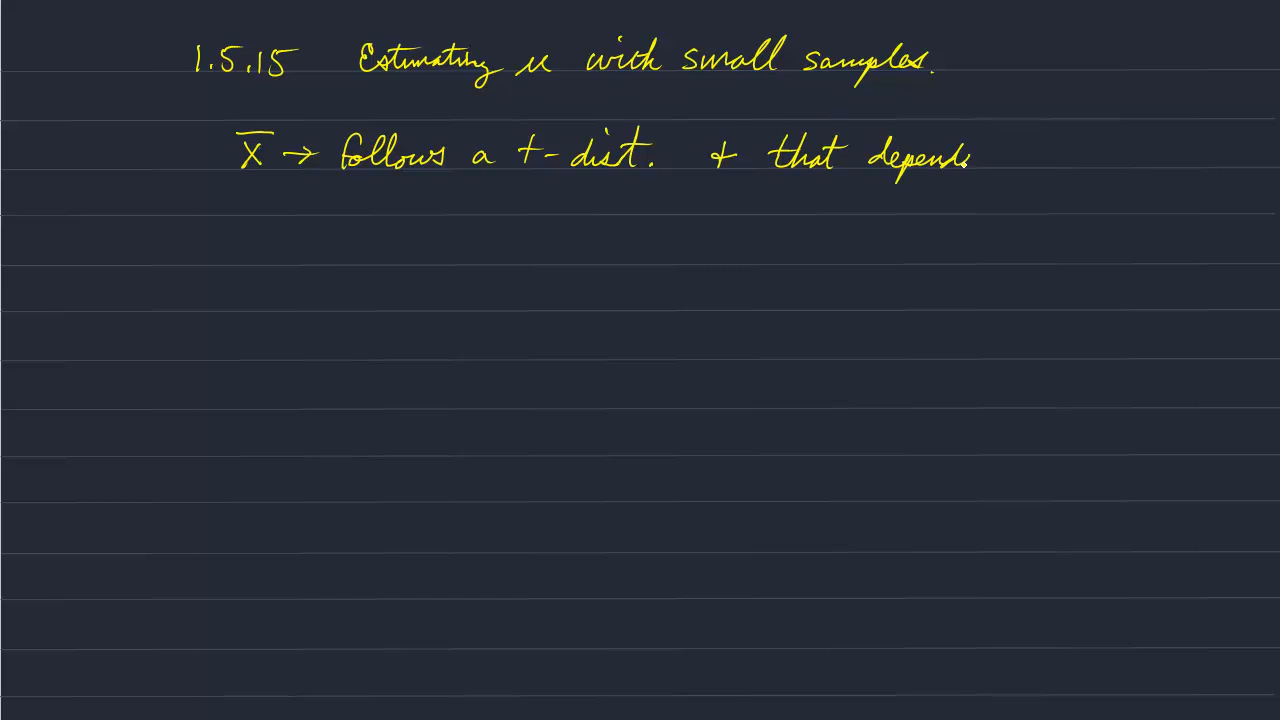 1.5.15 Estimating μ with small samples.
X̅ → follows a t-dist. & that depends